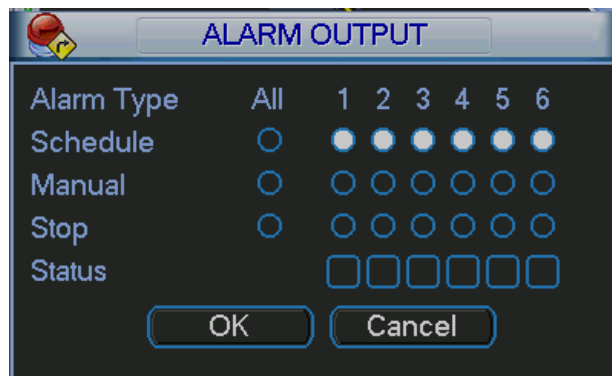 ALARM OUTPUT
Alarm Type All 1 2 3 4 5 6
Schedule
Manual
Stop
Status
OK Cancel